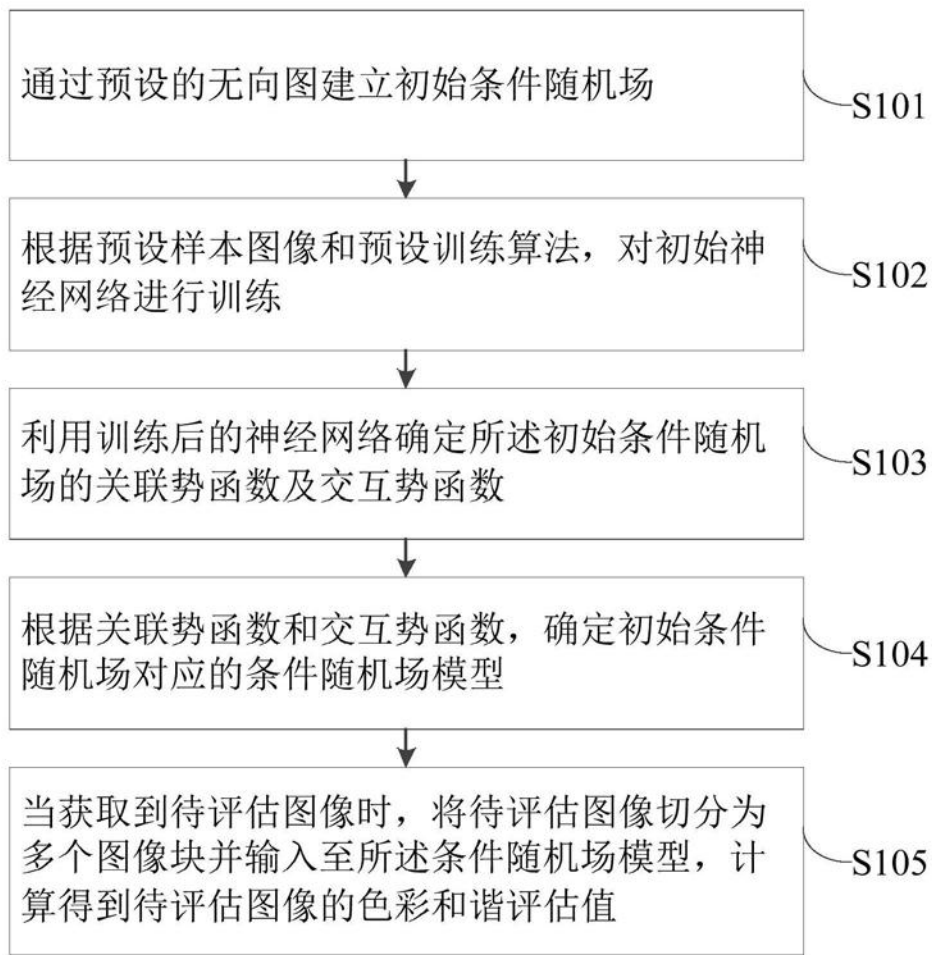 通过预设的无向图建立初始条件随机场
S101
根据预设样本图像和预设训练算法，对初始神
经网络进行训练
S102
利用训练后的神经网络确定所述初始条件随机
场的关联势函数及交互势函数
S103
根据关联势函数和交互势函数，确定初始条件
随机场对应的条件随机场模型
S104
当获取到待评估图像时，将待评估图像切分为
多个图像块并输入至所述条件随机场模型，计
算得到待评估图像的色彩和谐评估值
S105